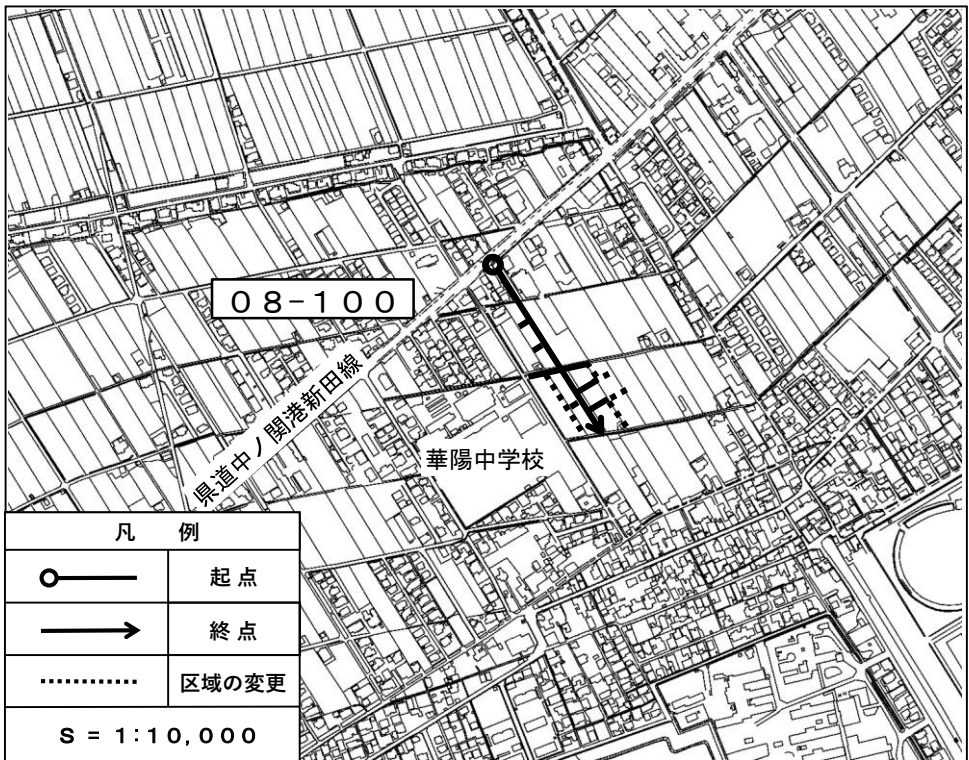 08-100
県道中ノ関港新田線
華陽中学校
凡 例
起点
終点
区域の変更
S = 1:10,000